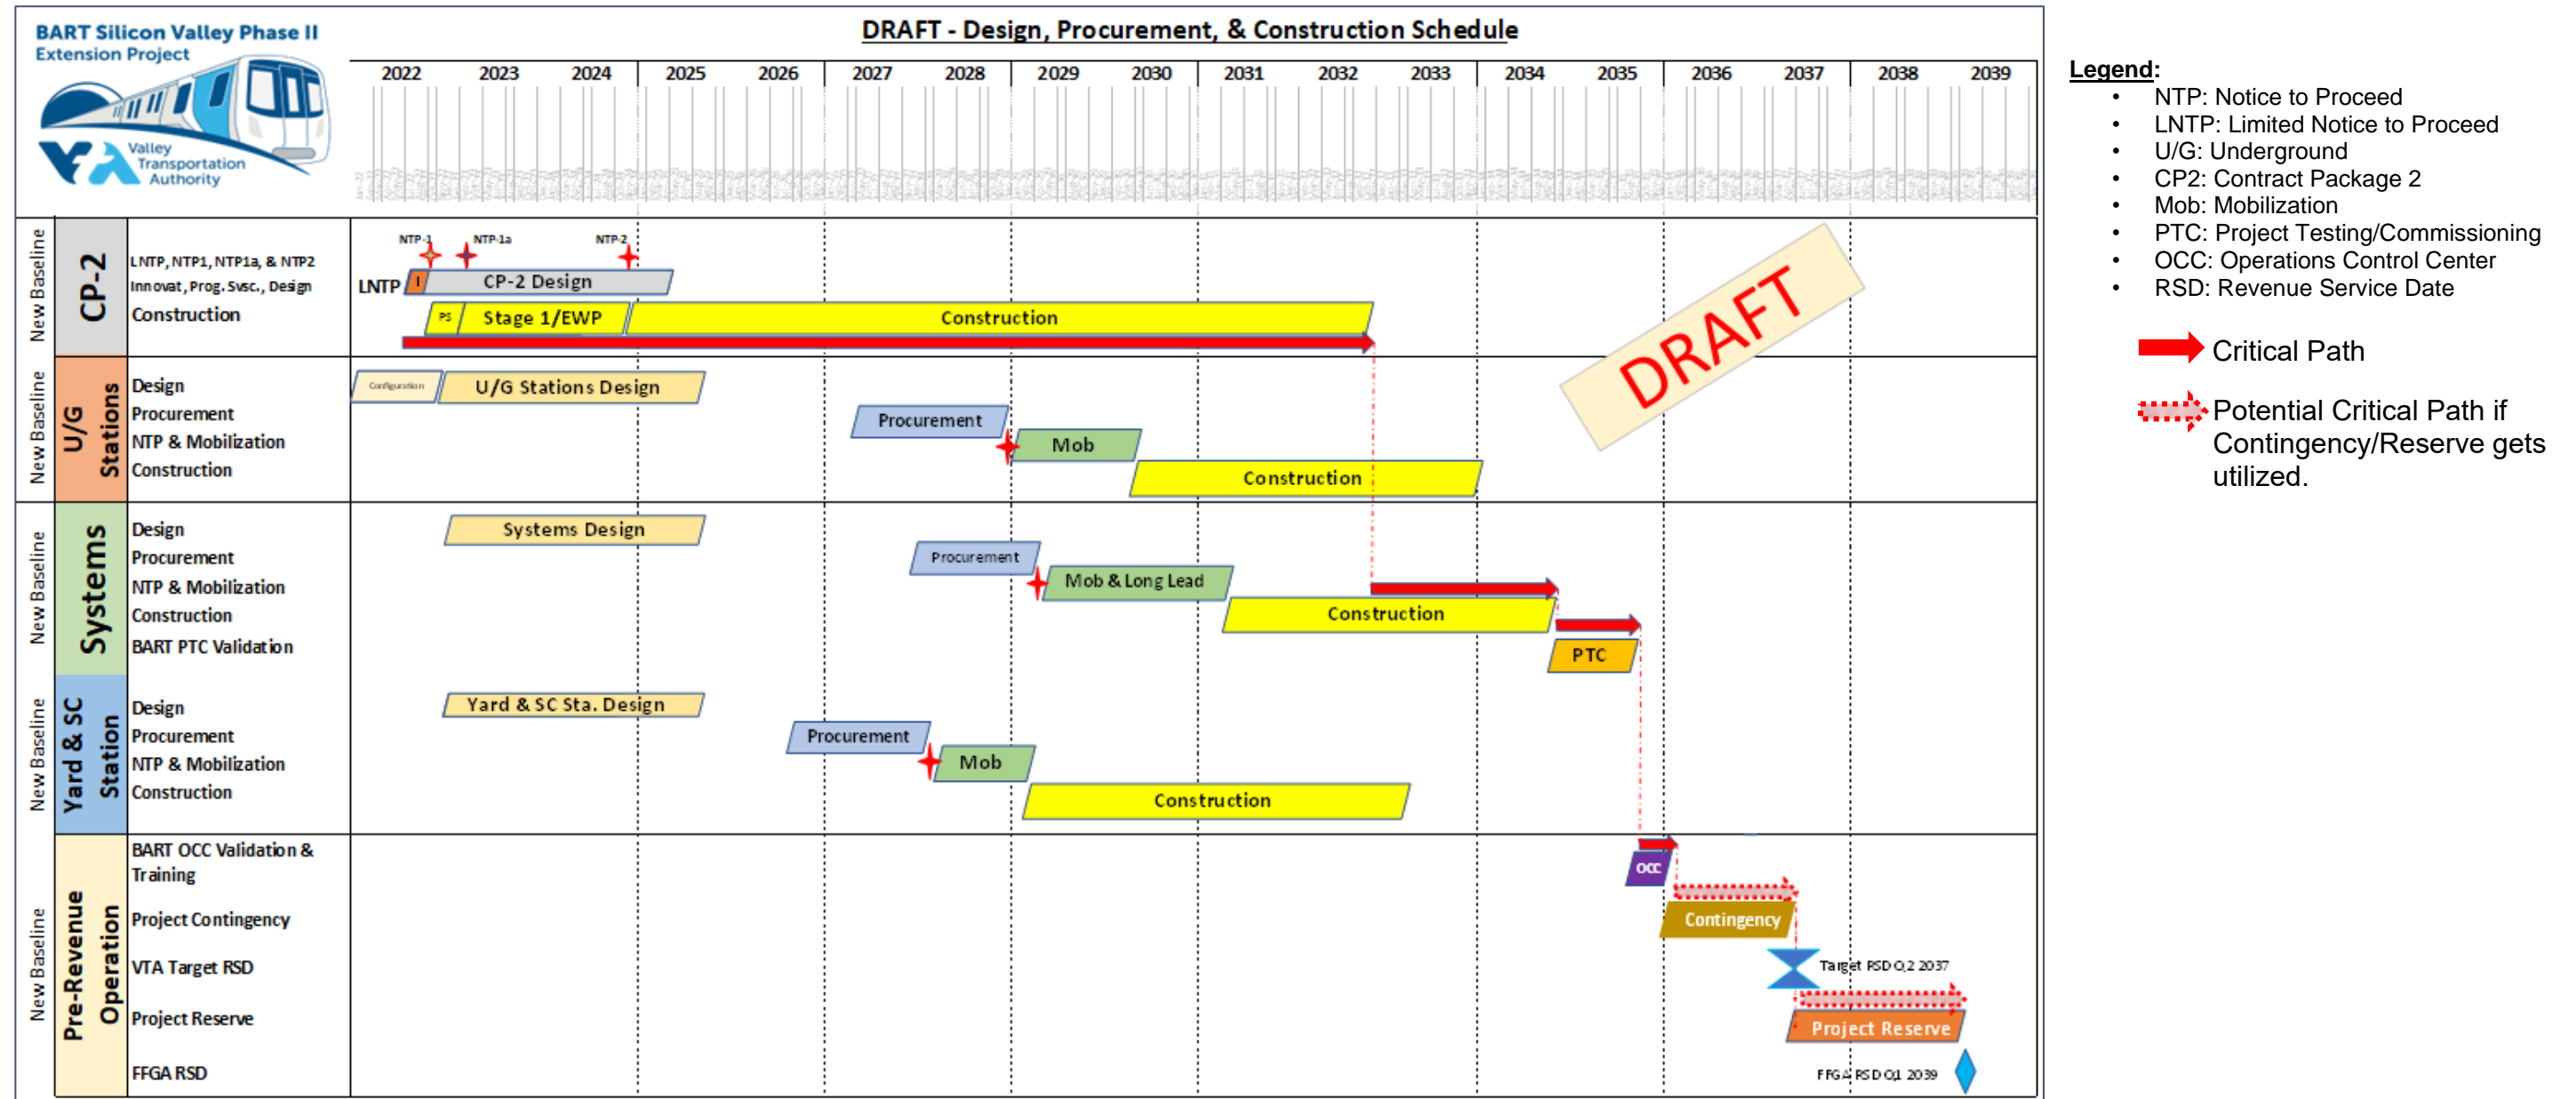 BART Silicon Valley Phase II
Extension Project
Valley
Transportation
Authority
DRAFT - Design, Procurement, & Construction Schedule
2022 2023 2024 2025 2026 2027 2028 2029 2030 2031 2032 2033 2034 2035 2036 2037 2038 2039
New Baseline
CP-2
LNTP, NTP1, NTP1a, & NTP2
Innovat, Prog. Svsc., Design
Construction
NTP-1
NTP-1a
NTP-2
LNTP
I
CP-2 Design
PS
Stage 1/EWP
Construction
DRAFT
New Baseline
U/G
Stations
Design
Procurement
NTP & Mobilization
Construction
Configuration
U/G Stations Design
Procurement
Mob
Construction
New Baseline
Systems
Design
Procurement
NTP & Mobilization
Construction
BART PTC Validation
Systems Design
Procurement
Mob & Long Lead
Construction
PTC
New Baseline
Yard & SC
Station
Design
Procurement
NTP & Mobilization
Construction
Yard & SC Sta. Design
Procurement
Mob
Construction
New Baseline
Pre-Revenue
Operation
BART OCC Validation &
Training
Project Contingency
VTA Target RSD
Project Reserve
FFGA RSD
OCC
Contingency
Target RSD Q2 2037
Project Reserve
FFGA RSD Q1 2039
Legend:
• NTP: Notice to Proceed
• LNTP: Limited Notice to Proceed
• U/G: Underground
• CP2: Contract Package 2
• Mob: Mobilization
• PTC: Project Testing/Commissioning
• OCC: Operations Control Center
• RSD: Revenue Service Date
Critical Path
Potential Critical Path if
Contingency/Reserve gets
utilized.